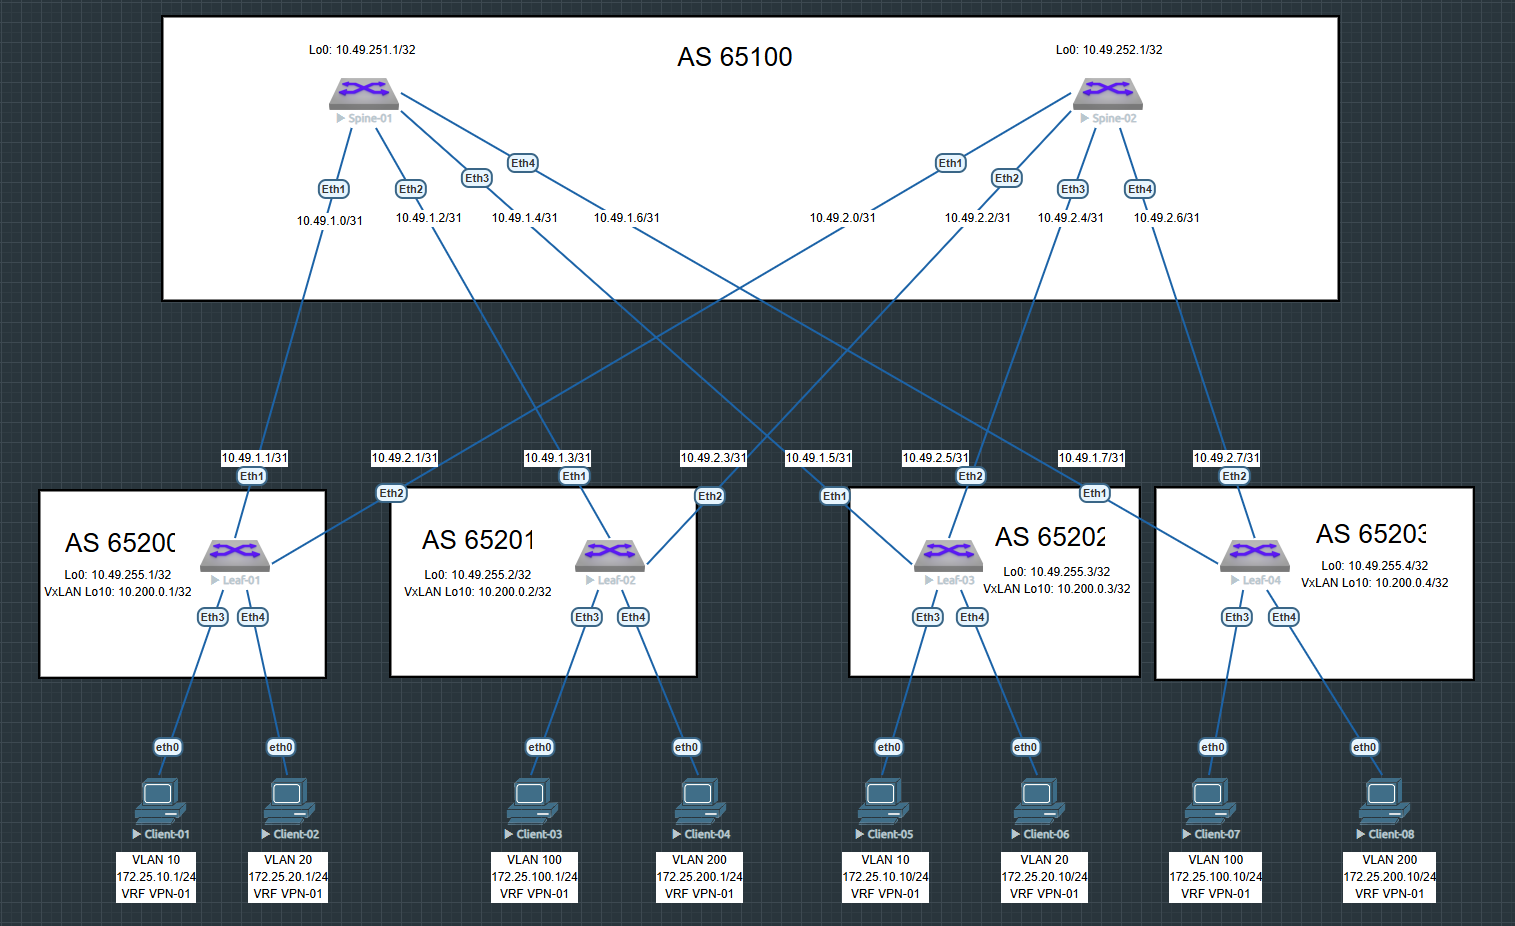 Lo0: 10.49.251.1/32
AS 65100
Lo0: 10.49.252.1/32
Spine-01
Spine-02
Eth1
Eth2
Eth3
Eth4
Eth1
Eth2
Eth3
Eth4
10.49.1.0/31
10.49.1.2/31
10.49.1.4/31
10.49.1.6/31
10.49.2.0/31
10.49.2.2/31
10.49.2.4/31
10.49.2.6/31
10.49.1.1/31
10.49.2.1/31
10.49.1.3/31
10.49.2.3/31
10.49.1.5/31
10.49.2.5/31
10.49.1.7/31
10.49.2.7/31
Eth1
Eth2
Eth1
Eth2
Eth1
Eth2
Eth1
Eth2
AS 65200
Lo0: 10.49.255.1/32
VxLAN Lo10: 10.200.0.1/32
Leaf-01
Eth3
Eth4
AS 65201
Lo0: 10.49.255.2/32
VxLAN Lo10: 10.200.0.2/32
Leaf-02
Eth3
Eth4
AS 65202
Lo0: 10.49.255.3/32
VxLAN Lo10: 10.200.0.3/32
Leaf-03
Eth3
Eth4
AS 65203
Lo0: 10.49.255.4/32
VxLAN Lo10: 10.200.0.4/32
Leaf-04
Eth3
Eth4
eth0
eth0
eth0
eth0
eth0
eth0
eth0
eth0
Client-01
VLAN 10
172.25.10.1/24
VRF VPN-01
Client-02
VLAN 20
172.25.20.1/24
VRF VPN-01
Client-03
VLAN 100
172.25.100.1/24
VRF VPN-01
Client-04
VLAN 200
172.25.200.1/24
VRF VPN-01
Client-05
VLAN 10
172.25.10.10/24
VRF VPN-01
Client-06
VLAN 20
172.25.20.10/24
VRF VPN-01
Client-07
VLAN 100
172.25.100.10/24
VRF VPN-01
Client-08
VLAN 200
172.25.200.10/24
VRF VPN-01